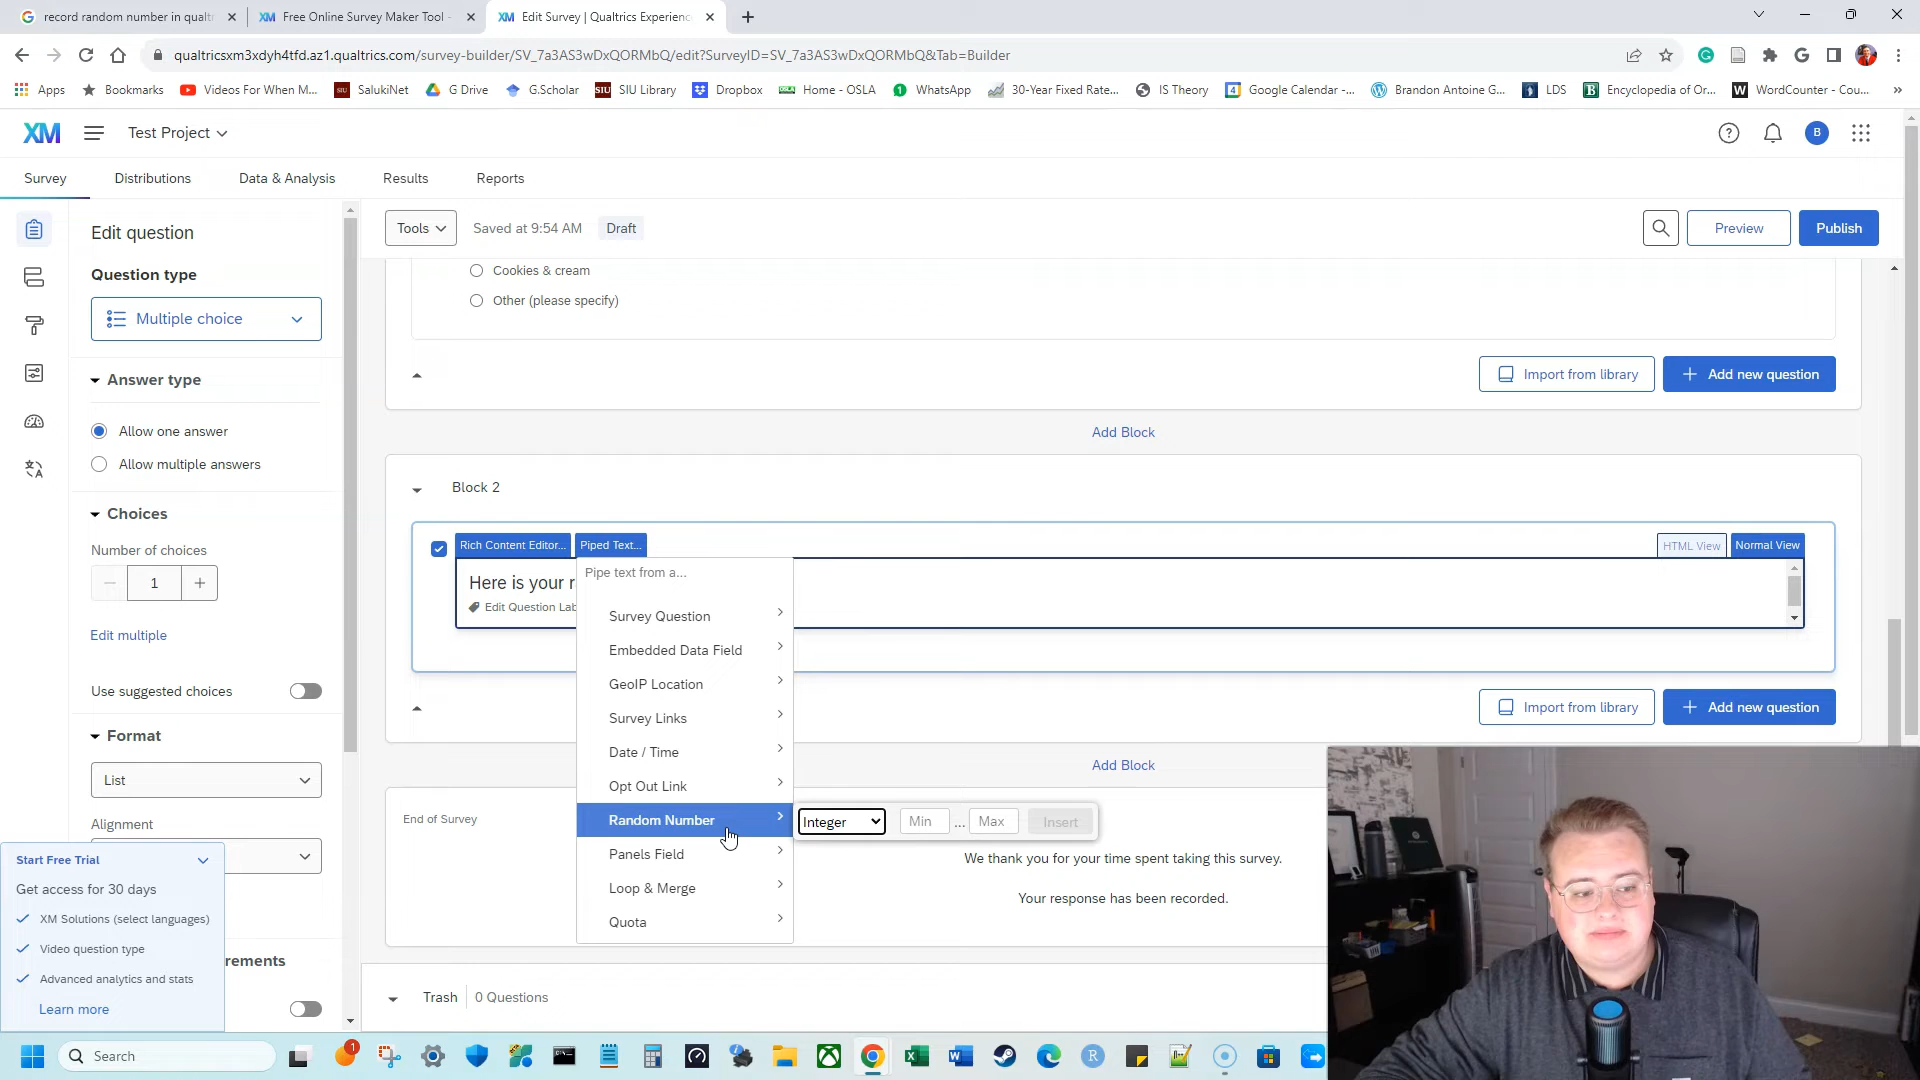 record random number in qualtr
Free Online Survey Maker Tool -
XM Edit Survey | Qualtrics Experienc
qualtricsxm3xdyh4tfd.az1.qualtrics.com/survey-builder/SV_7a3AS3wDxQORMbQ/edit?SurveyID=SV_7a3AS3wDxQORMbQ&Tab=Builder
Apps
Bookmarks
Videos For When M...
SalukiNet
G Drive
G.Scholar
SIU Library
Dropbox
Home - OSLA
WhatsApp
30-Year Fixed Rate...
IS Theory
Google Calendar -...
Brandon Antoine G...
LDS
Encyclopedia of Or...
WordCounter - Cou...
XM
Test Project
B
Survey
Distributions
Data & Analysis
Results
Reports
Edit question
Question type
Multiple choice
Answer type
Allow one answer
Allow multiple answers
Choices
Number of choices
1
Edit multiple
Use suggested choices
Format
List
Alignment
Start Free Trial
Get access for 30 days
XM Solutions (select languages)
Video question type
Advanced analytics and stats
Learn more
rements
Tools
Saved at 9:54 AM
Draft
Preview
Publish
Cookies & cream
Other (please specify)
Import from library
Add new question
Add Block
Block 2
Rich Content Editor...
Piped Text...
HTML View
Normal View
Here is your r
Edit Question Lab
Pipe text from a...
Survey Question
Embedded Data Field
GeoIP Location
Survey Links
Date / Time
Opt Out Link
Random Number
Panels Field
Loop & Merge
Quota
Integer
Min
...
Max
Insert
Import from library
Add new question
Add Block
End of Survey
We thank you for your time spent taking this survey.
Your response has been recorded.
Trash
0 Questions
Search
1